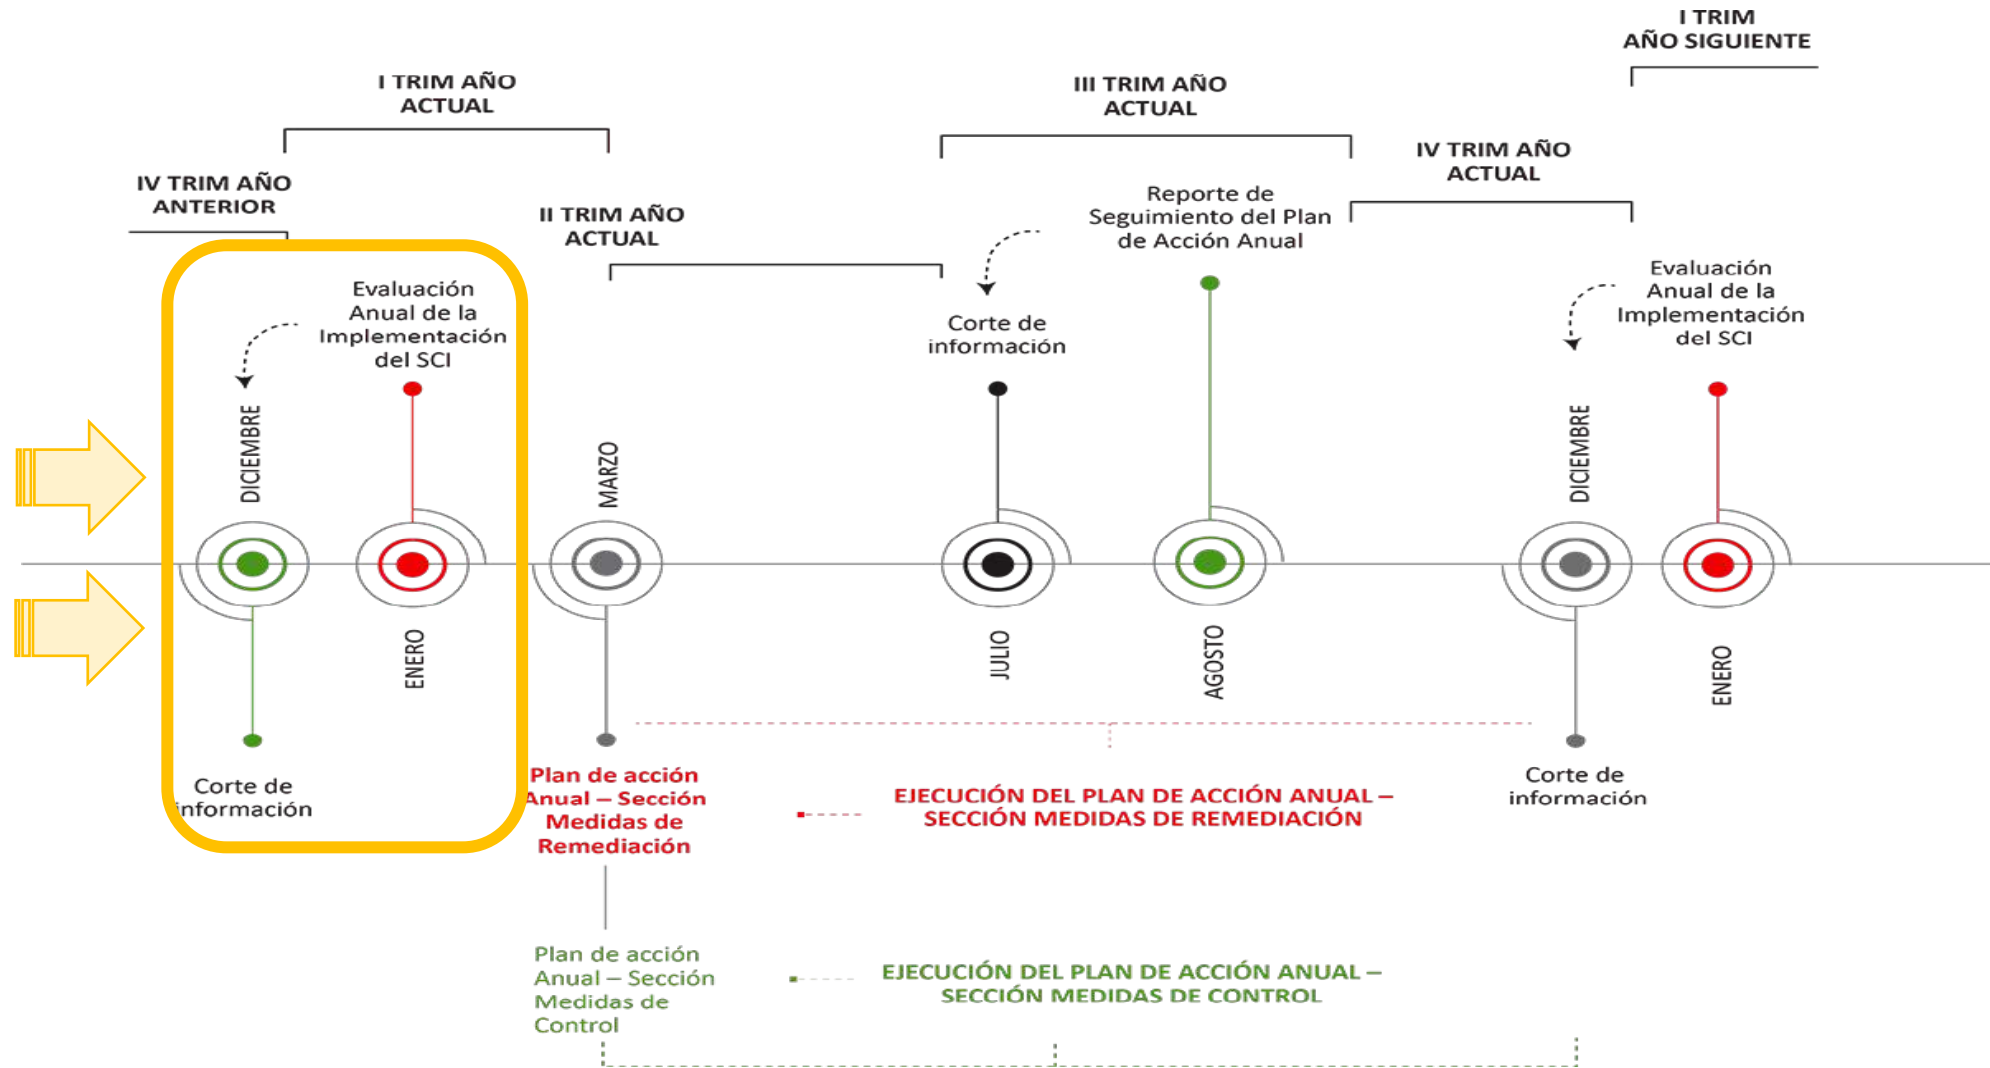 I TRIM
AÑO SIGUIENTE
I TRIM AÑO
ACTUAL
III TRIM AÑO
ACTUAL
IV TRIM AÑO
ACTUAL
IV TRIM AÑO
ANTERIOR
II TRIM AÑO
ACTUAL
Reporte de
Seguimiento del Plan
de Acción Anual
Evaluación
Anual de la
Implementación
del SCI
Corte de
información
Evaluación
Anual de la
Implementación
del SCI
DICIEMBRE
MARZO
DICIEMBRE
ENERO
JULIO
AGOSTO
ENERO
Corte de
información
Plan de acción
Anual – Sección
Medidas de
Remediación
EJECUCIÓN DEL PLAN DE ACCIÓN ANUAL –
SECCIÓN MEDIDAS DE REMEDIACIÓN
Corte de
información
Plan de acción
Anual – Sección
Medidas de
Control
EJECUCIÓN DEL PLAN DE ACCIÓN ANUAL –
SECCIÓN MEDIDAS DE CONTROL